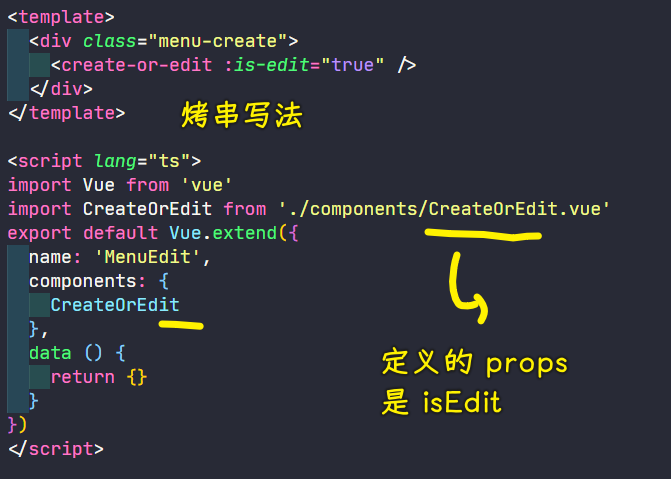 <template>
<div class="menu-create">
<create-or-edit :is-edit="true" />
</div>
</template>
烤串写法
<script lang="ts">
import Vue from 'vue'
import CreateOrEdit from './components/CreateOrEdit.vue'
export default Vue.extend({
name: 'MenuEdit',
components: {
CreateOrEdit
},
data () {
return {}
}
})
</script>
定义的 props
是 isEdit